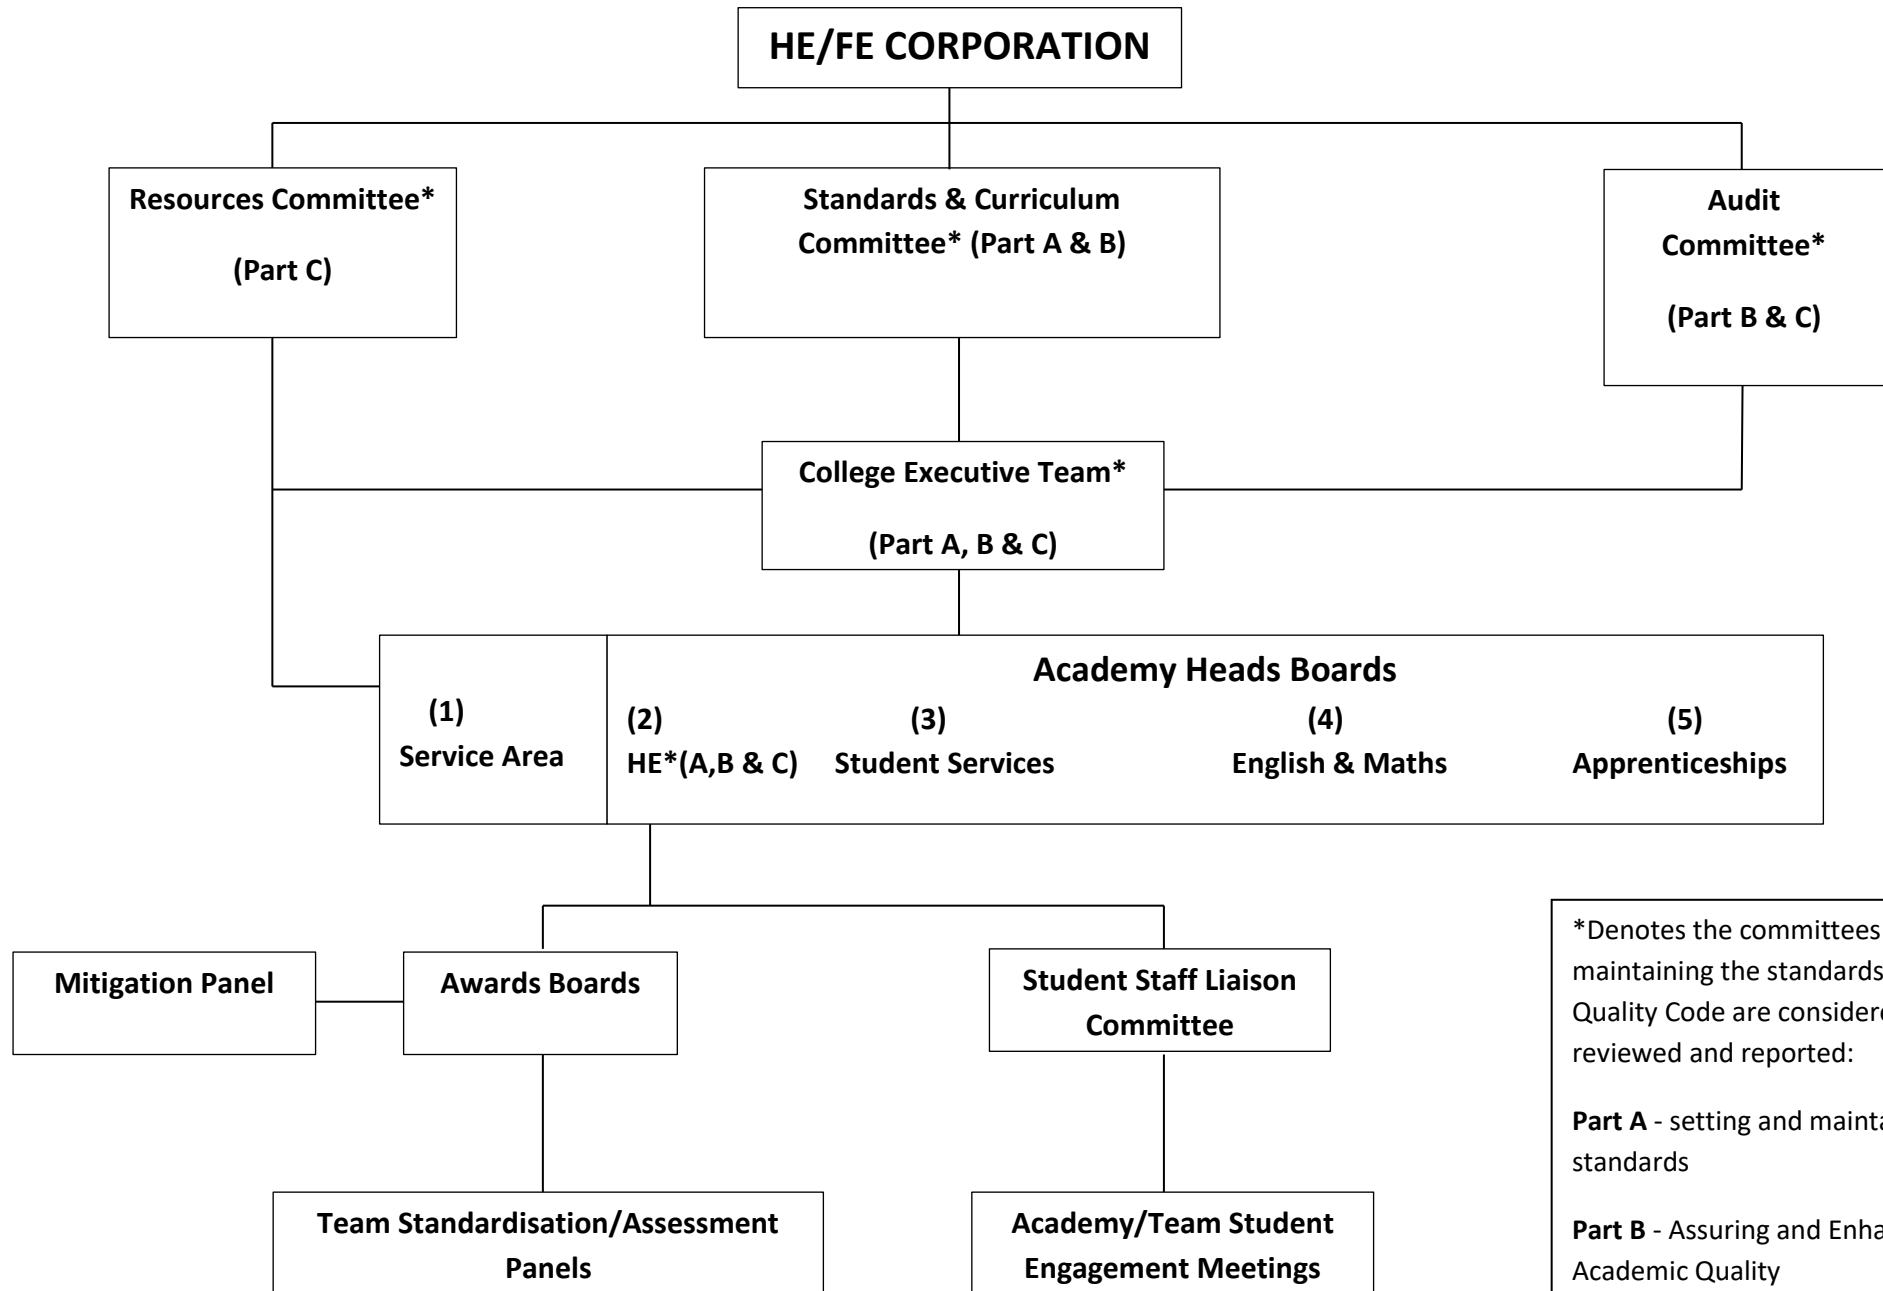 HE/FE CORPORATION
Resources Committee*
(Part C)
Standards & Curriculum
Committee* (Part A & B)
Audit
Committee*
(Part B & C)
College Executive Team*
(Part A, B & C)
Academy Heads Boards
(1)
Service Area
(2)
HE*(A,B & C)
(3)
Student Services
(4)
English & Maths
(5)
Apprenticeships
Mitigation Panel
Awards Boards
Student Staff Liaison
Committee
Team Standardisation/Assessment
Panels
Academy/Team Student
Engagement Meetings
*Denotes the committees
maintaining the standards
Quality Code are
reviewed and reported:
Part A - setting and
standards
Part B - Assuring and
Academic Quality